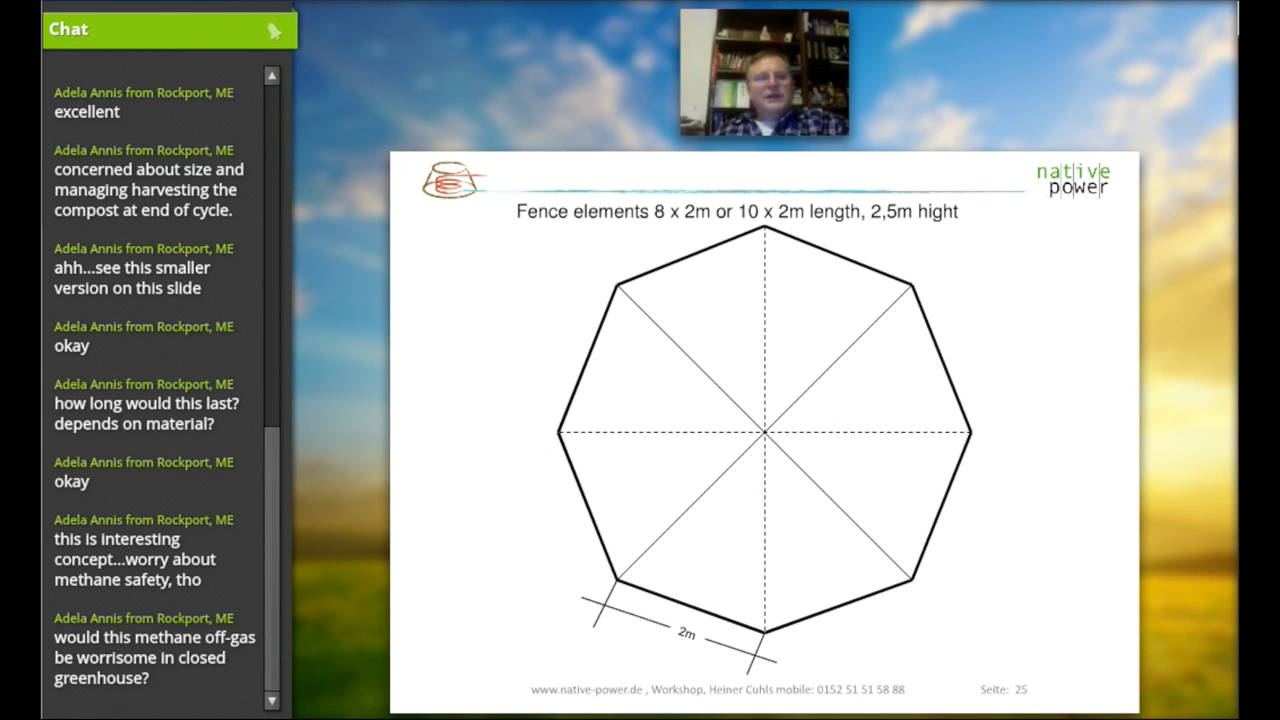 Chat
Adela Annis from Rockport, ME
excellent
Adela Annis from Rockport, ME
concerned about size and
managing harvesting the
compost at end of cycle.
Adela Annis from Rockport, ME
ahh...see this smaller
version on this slide
Adela Annis from Rockport, ME
okay
Adela Annis from Rockport, ME
how long would this last?
depends on material?
Adela Annis from Rockport, ME
okay
Adela Annis from Rockport, ME
this is interesting
concept...worry about
methane safety, tho
Adela Annis from Rockport, ME
would this methane off-gas
be worrisome in closed
greenhouse?
native
power
Fence elements 8 x 2m or 10 x 2m length, 2,5m hight
2m
www.native-power.de , Workshop, Heiner Cuhls mobile: 0152 51 51 58 88
Seite: 25